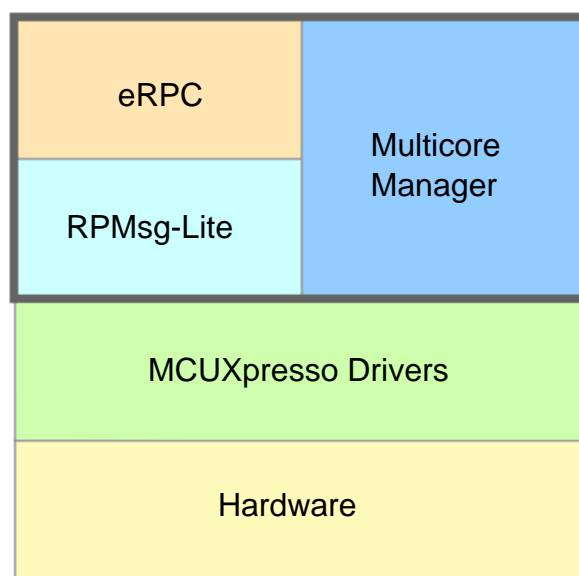 eRPC
Multicore
Manager
RPMsg-Lite
MCUXpresso Drivers
Hardware